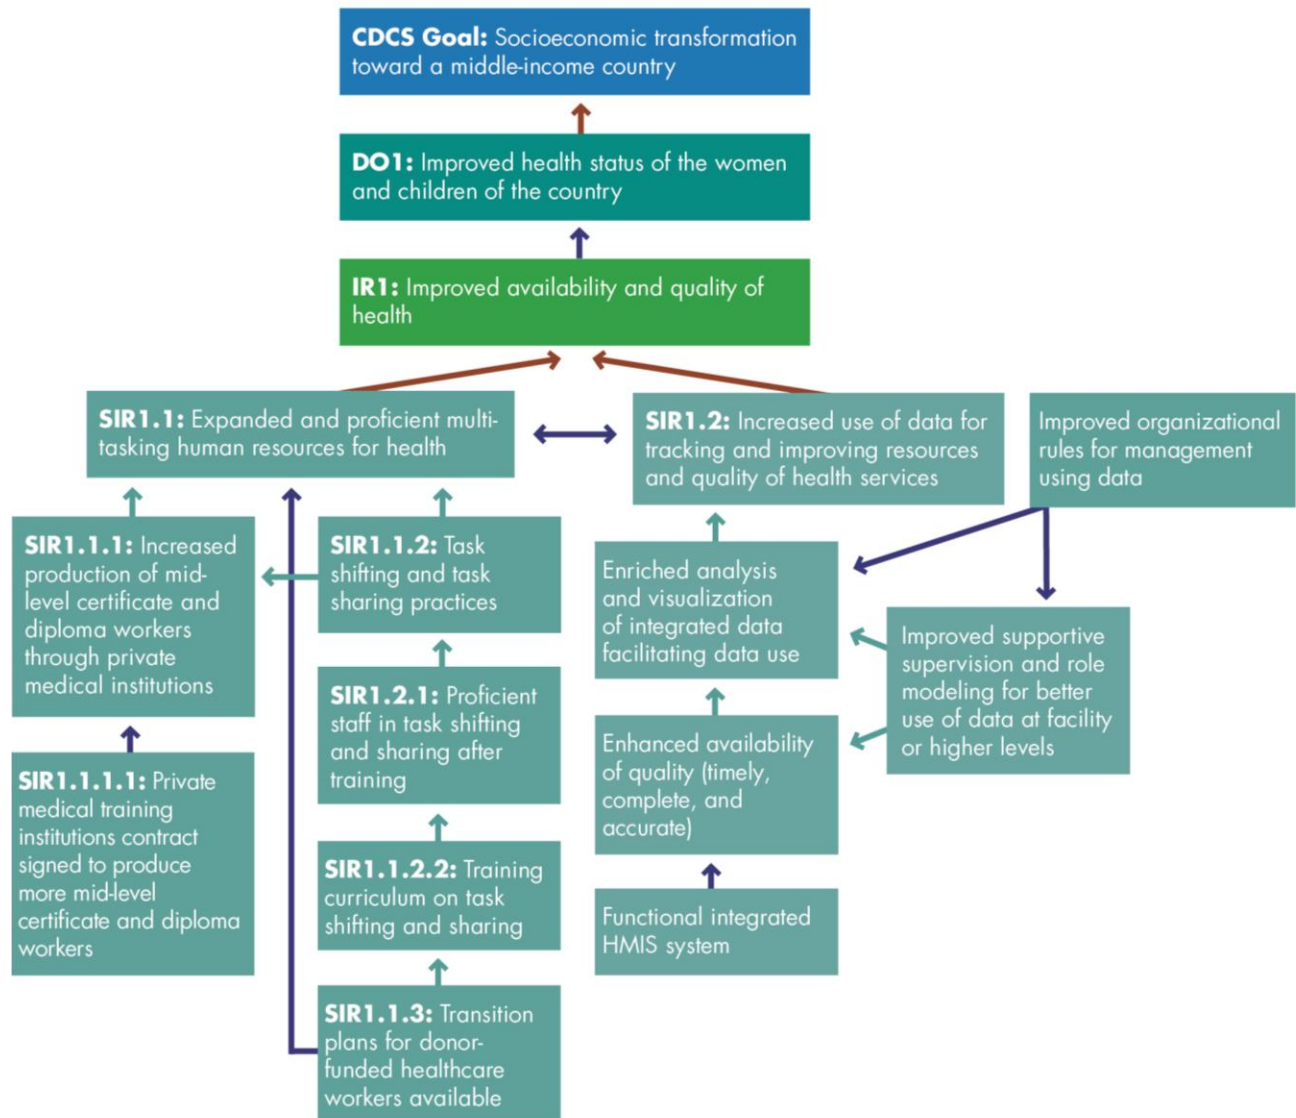 CDCS Goal: Socioeconomic transformation
toward a middle-income country
DO1: Improved health status of the women
and children of the country
IR1: Improved availability and quality of
health
SIR1.1: Expanded and proficient multi-
tasking human resources for health
SIR1.2: Increased use of data for
tracking and improving resources
and quality of health services
Improved organizational
rules for management
using data
SIR1.1.1: Increased
production of mid-
level certificate and
diploma workers
through private
medical institutions
SIR1.1.2: Task
shifting and task
sharing practices
Enriched analysis
and visualization
of integrated data
facilitating data use
Improved supportive
supervision and role
modeling for better
use of data at facility
or higher levels
SIR1.2.1: Proficient
staff in task shifting
and sharing after
training
Enhanced availability
of quality (timely,
complete, and
accurate)
SIR1.1.1.1: Private
medical training
institutions contract
signed to produce
more mid-level
certificate and diploma
workers
SIR1.1.2.2: Training
curriculum on task
shifting and sharing
Functional integrated
HMIS system
SIR1.1.3: Transition
plans for donor-
funded healthcare
workers available